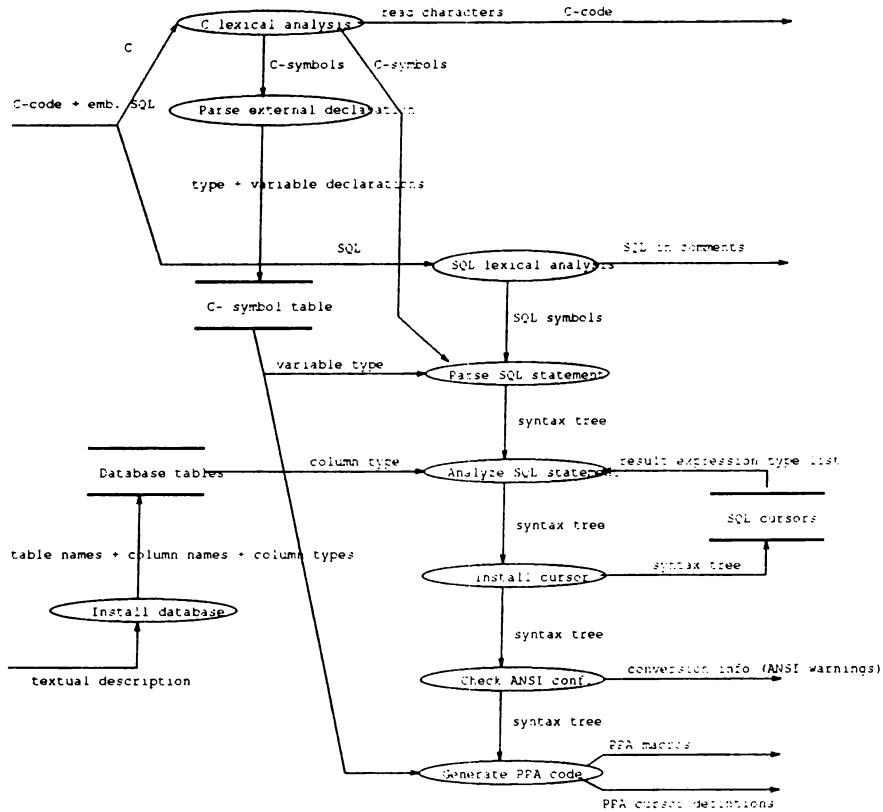 read characters C-code
C lexical analysis
C
C-symbols C-symbols
C-code + emb. SQL
Parse external declaration
type + variable declarations
SQL
SQL in comments
SQL lexical analysis
C- symbol table
SQL symbols
variable type
Parse SQL statement
syntax tree
Database tables
column type
Analyze SQL statement
result expression type list
SQL cursors
syntax tree
table names + column names + column types
Install cursor
syntax tree
Install database
syntax tree
textual description
Check ANSI conf.
conversion info (ANSI warnings)
syntax tree
PPA macros
Generate PPA code
PPA cursor defintions